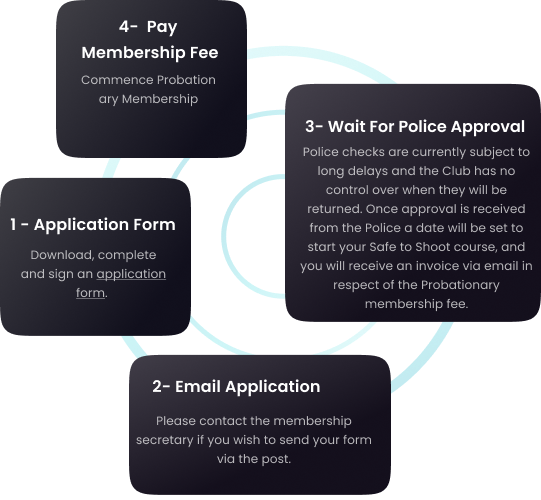 4-  Pay
Membership Fee
Commence Probation
ary Membership
3- Wait For Police Approval
Police checks are currently subject to
long delays and the Club has no
control over when they will be
returned. Once approval is received
from the Police a date will be set to
start your Safe to Shoot course, and
you will receive an invoice via email in
respect of the Probationary
membership fee.
1 - Application Form
Download, complete
and sign an application
form.
2- Email Application
Please contact the membership
secretary if you wish to send your form
via the post.